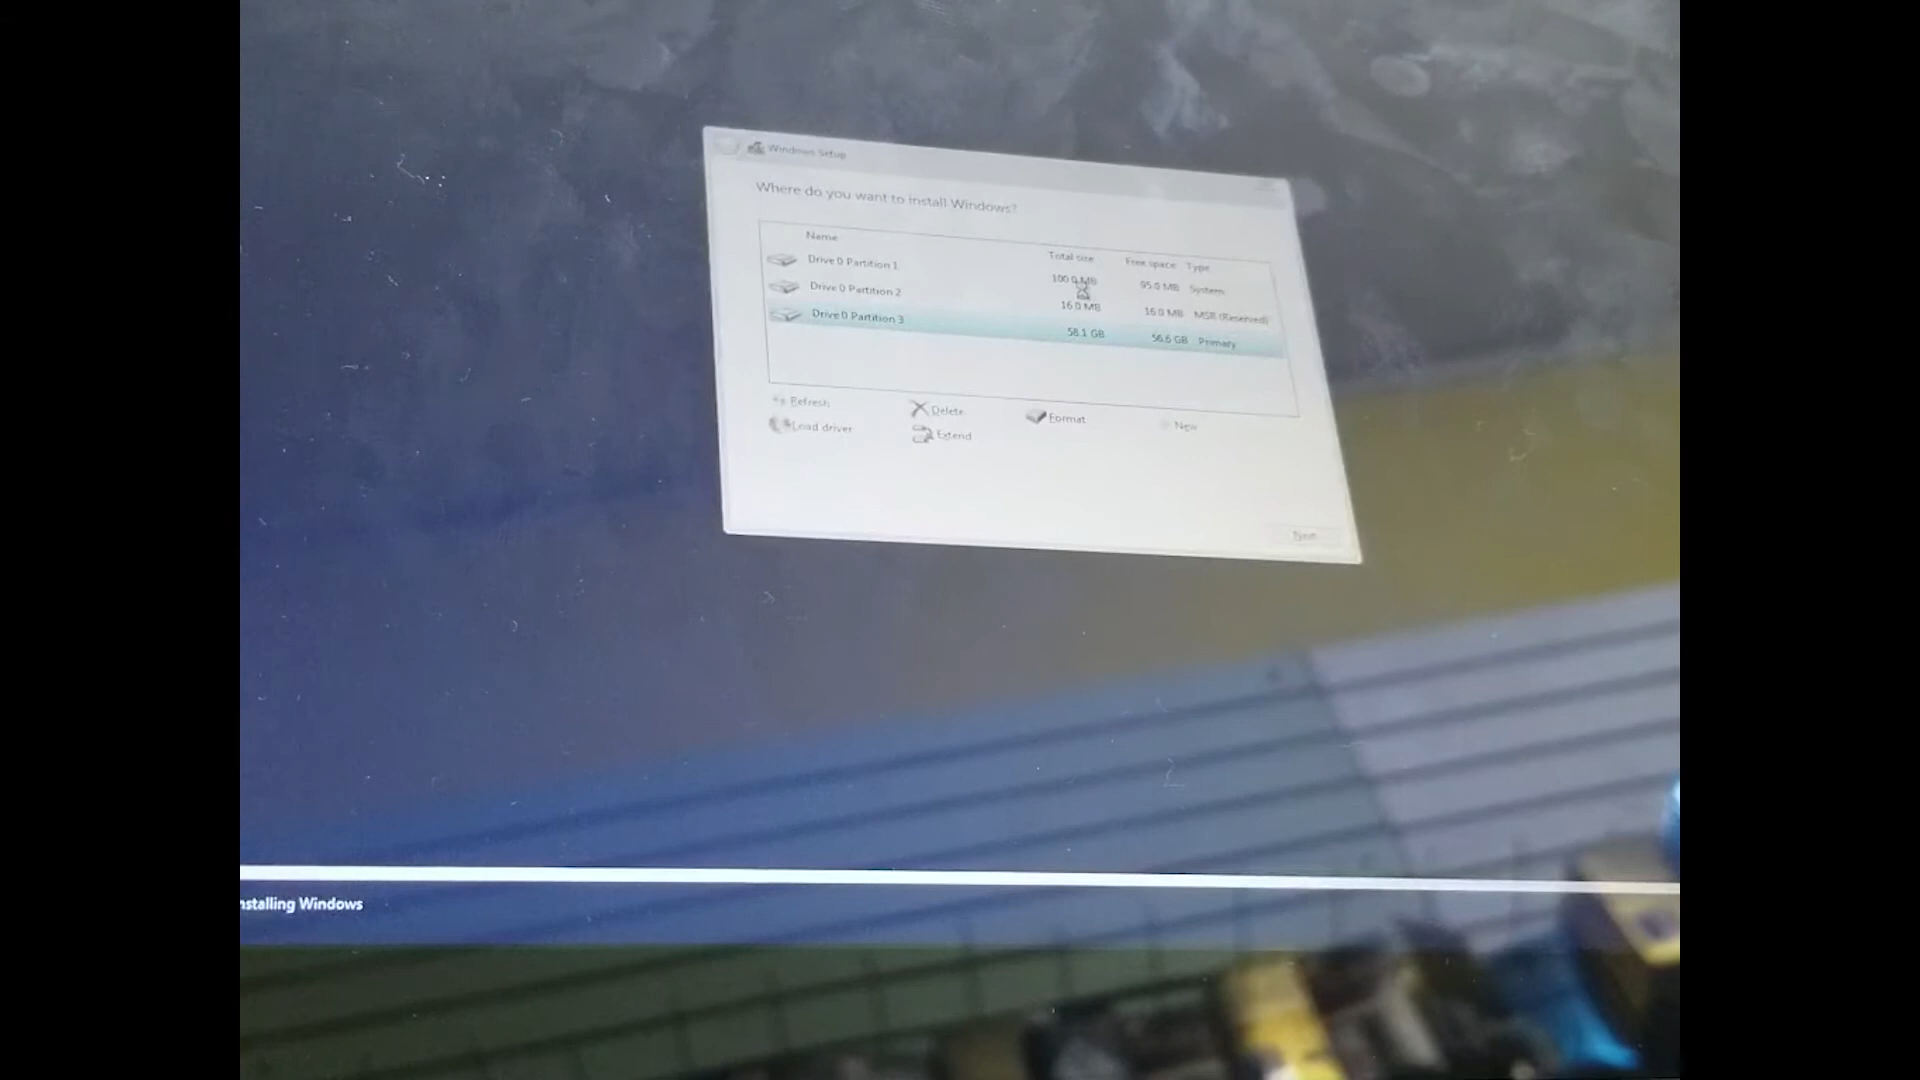 Windows Setup
Where do you want to install Windows?
Name Total size Free space Type
Drive 0 Partition 1 100.0 MB 95.0 MB System
Drive 0 Partition 2 16.0 MB 16.0 MB MSR (Reserved)
Drive 0 Partition 3 58.1 GB 56.6 GB Primary
Refresh Delete Format New
Load driver Extend
Next
nstalling Windows